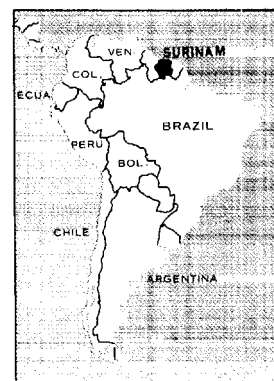 VEN.
SURINAM
COL.
ECUA.
BRAZIL
PERU
BOL.
CHILE
ARGENTINA